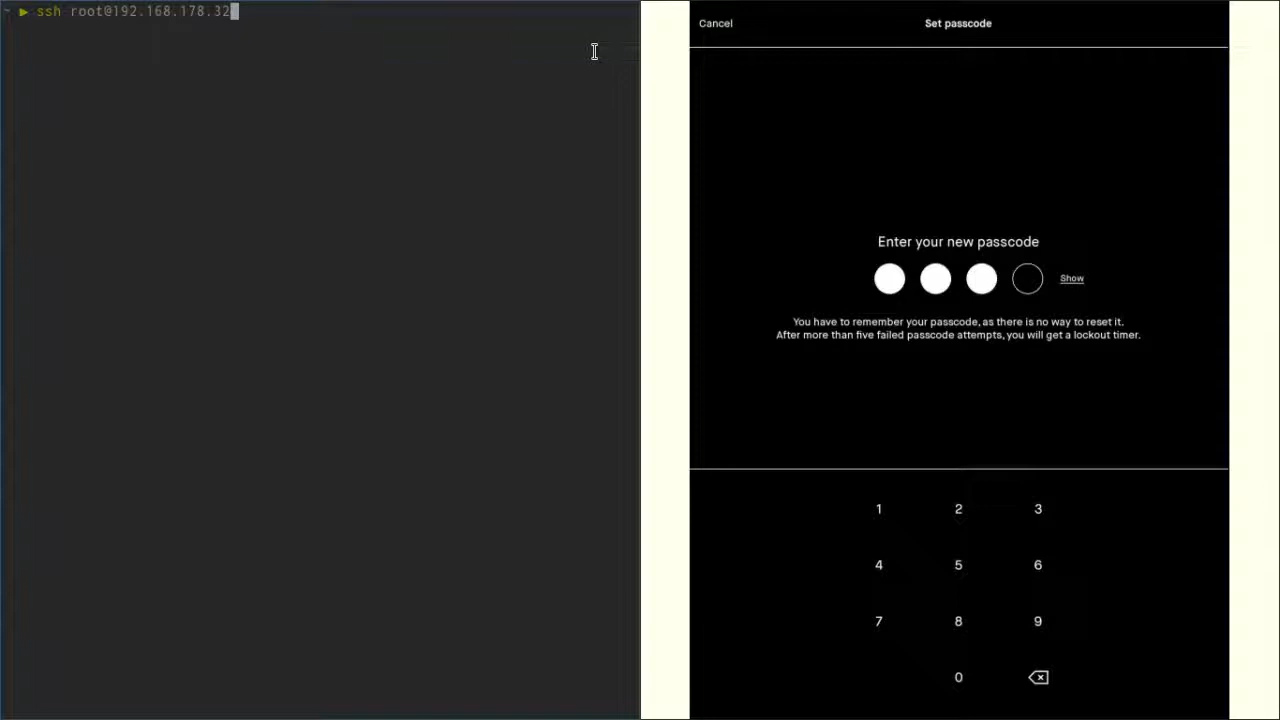 ~ ▶ ssh root@192.168.178.32
Cancel
Set passcode
Enter your new passcode
Show
You have to remember your passcode, as there is no way to reset it.
After more than five failed passcode attempts, you will get a lockout timer.
1 2 3
4 5 6
7 8 9
0